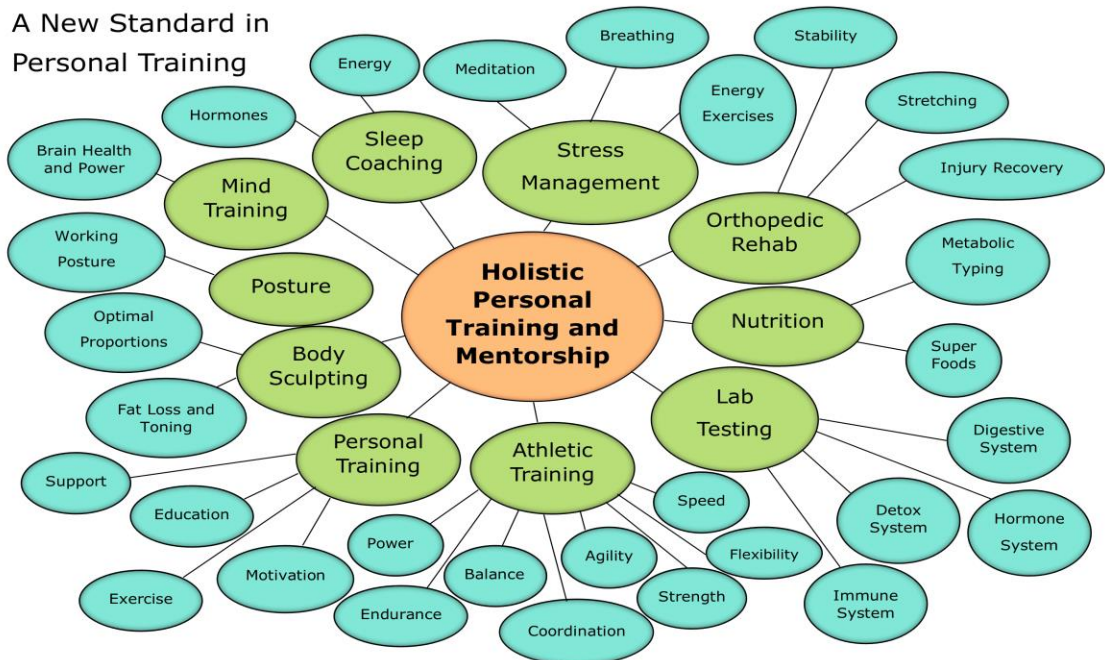 A New Standard in
Personal Training
Breathing
Stability
Energy
Meditation
Energy
Exercises
Stretching
Hormones
Sleep
Coaching
Stress
Management
Brain Health
and Power
Mind
Training
Injury Recovery
Orthopedic
Rehab
Working
Posture
Metabolic
Typing
Posture
Holistic
Personal
Training and
Mentorship
Nutrition
Optimal
Proportions
Body
Sculpting
Super
Foods
Fat Loss and
Toning
Lab
Testing
Digestive
System
Personal
Training
Athletic
Training
Support
Education
Speed
Detox
System
Hormone
System
Power
Agility
Flexibility
Motivation
Balance
Exercise
Endurance
Strength
Immune
System
Coordination